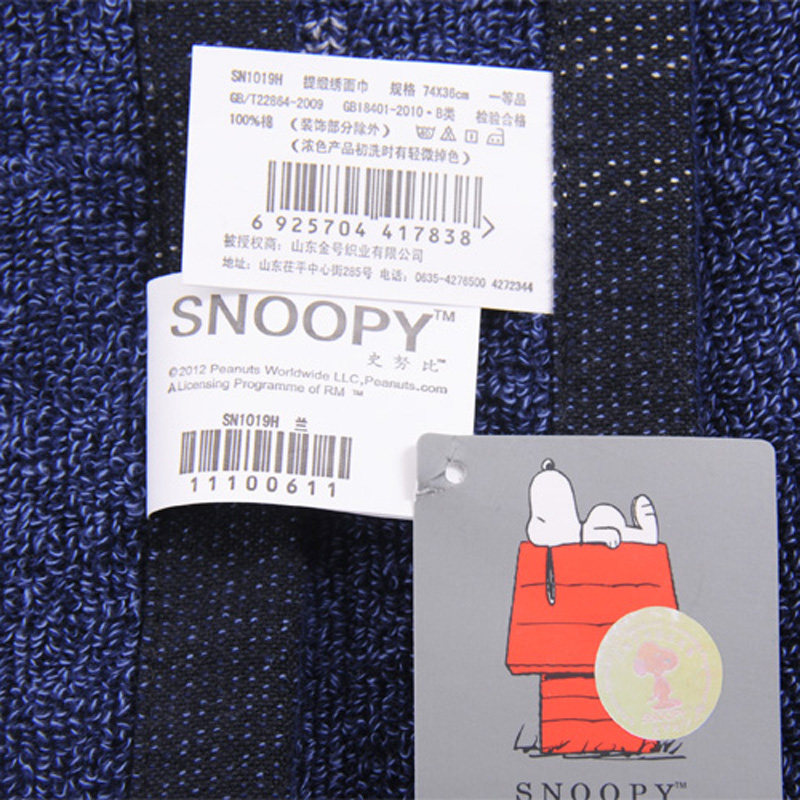 SN1019H 提缎绣面巾 规格 74X36cm 一等品
GB/T22864-2009 GB18401-2010·B类 检验合格
100%棉 (装饰部分除外)
(浓色产品初洗时有轻微掉色)
6 925704 417838
被授权商：山东金号织业有限公司
地址：山东茌平中心街285号 电话：0635-4276500 4272344
SNOOPY™
史努比™
©2012 Peanuts Worldwide LLC,Peanuts.com
A Licensing Programme of RM ™
SN1019H 兰
11100611
SNOOPY™